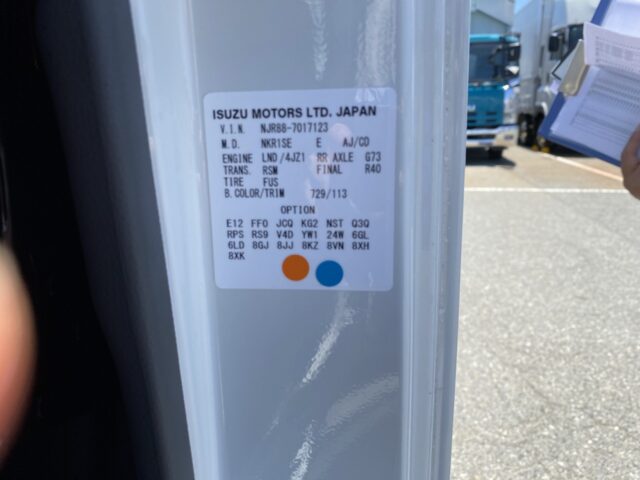 ISUZU MOTORS LTD. JAPAN
V.I.N. NJR88-7017123
M.D. NKR1SE E AJ/CD
ENGINE LND/4JZ1 RR AXLE G73
TRANS. RSM FINAL R40
TIRE FUS
B.COLOR/TRIM 729/113
OPTION
E12 FF0 JCQ KG2 NST Q3Q
RPS RS9 V4D YW1 24W 6GL
6LD 8GJ 8JJ 8KZ 8VN 8XH
8XK